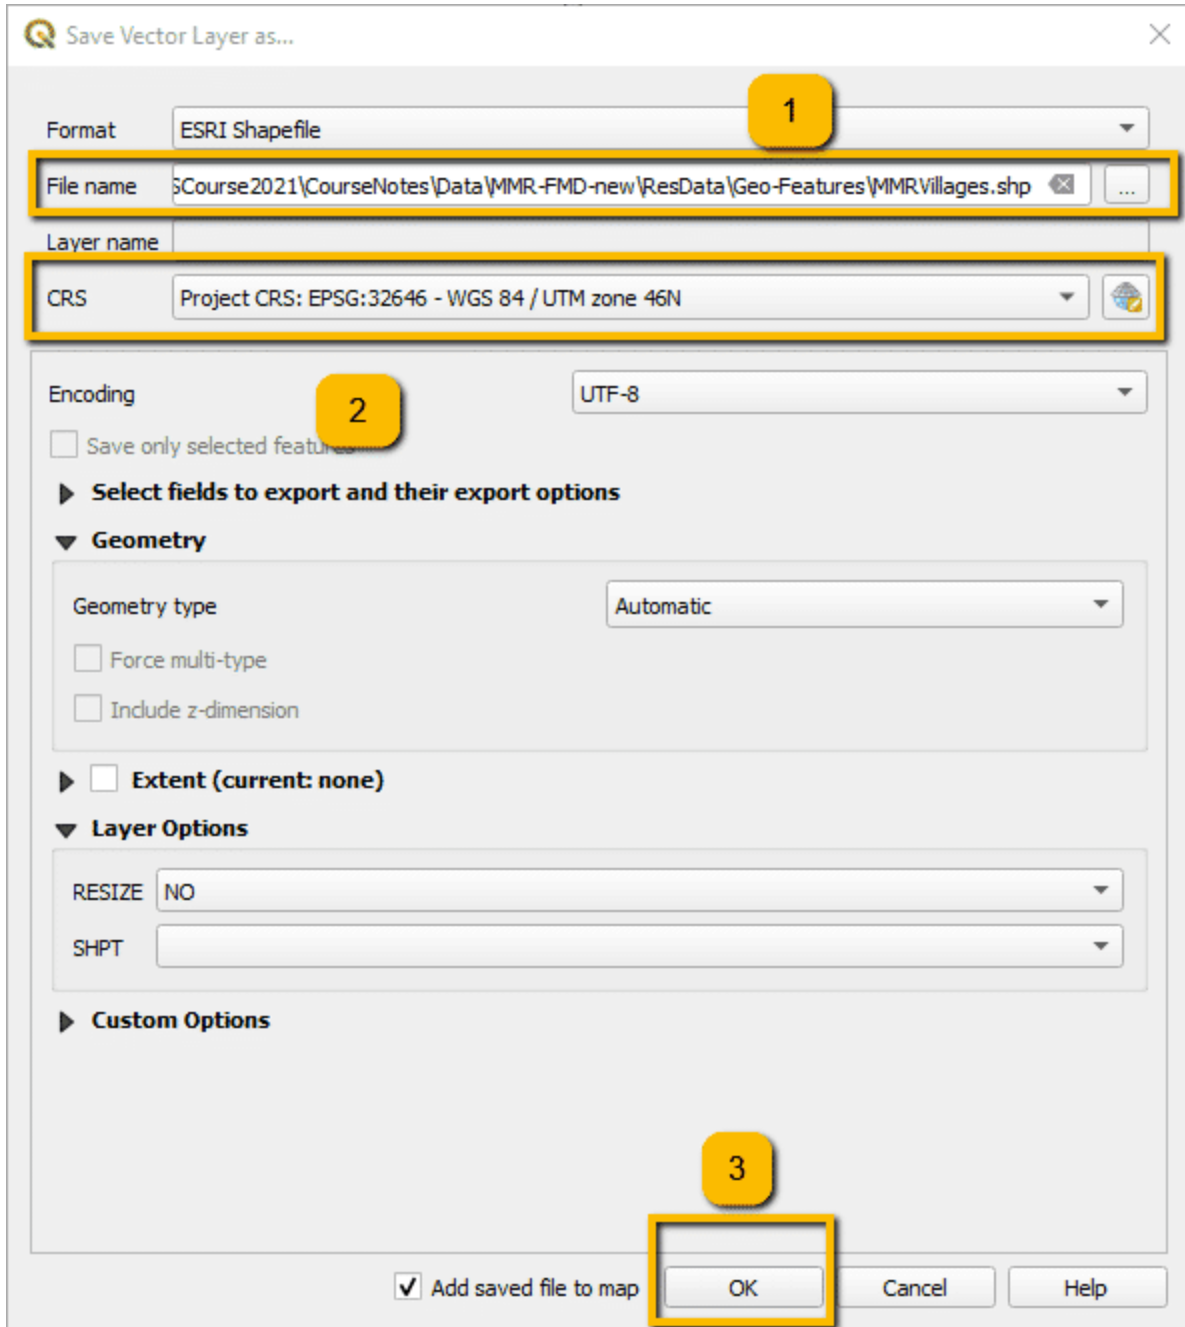 Save Vector Layer as...
1
Format ESRI Shapefile
File name SCourse2021\CourseNotes\Data\MMR-FMD-new\ResData\Geo-Features\MMRVillages.shp ...
Layer name
CRS Project CRS: EPSG:32646 - WGS 84 / UTM zone 46N
Encoding UTF-8
2
Save only selected features
Select fields to export and their export options
Geometry
Geometry type Automatic
Force multi-type
Include z-dimension
Extent (current: none)
Layer Options
RESIZE NO
SHPT
Custom Options
3
Add saved file to map OK Cancel Help